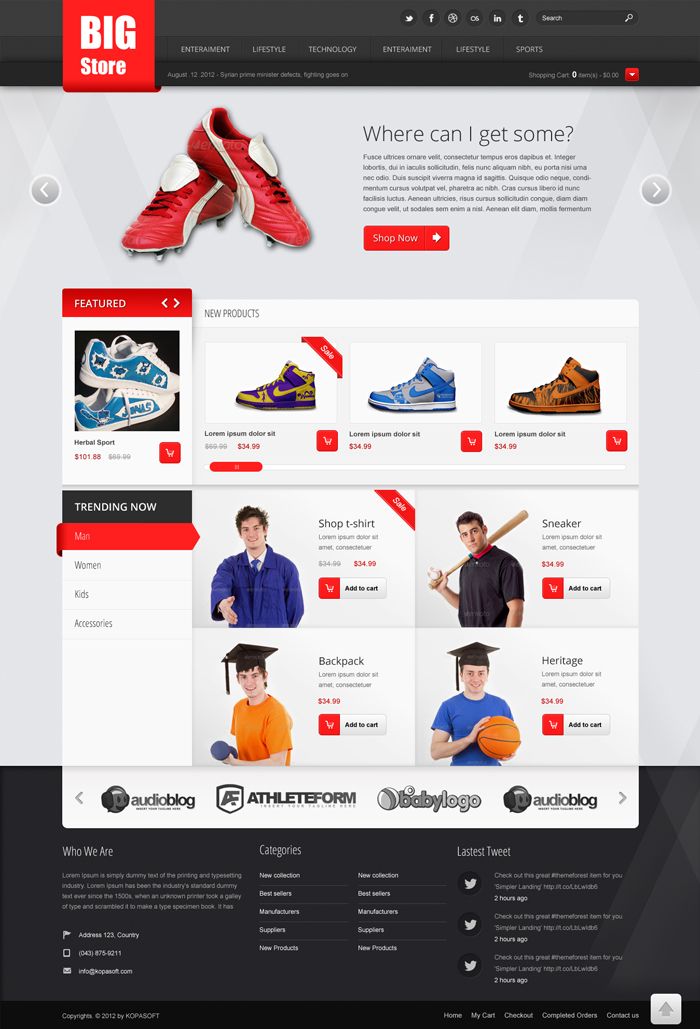 BIG
Store
Search
ENTERAIMENT LIFESTYLE TECHNOLOGY ENTERAIMENT LIFESTYLE SPORTS
August .12 .2012 - Syrian prime minister defects, fighting goes on
Shopping Cart: 0 item(s) - $0.00
Where can I get some?
Fusce ultrices ornare velit, consectetur tempus eros dapibus et. Integer
lobortis, dui in iaculis sollicitudin, felis nunc aliquam nibh, eu porta nisi urna
nec odio. Duis suscipit viverra magna id sagittis. Quisque odio neque, condi-
mentum cursus volutpat vel, pharetra ac nibh. Cras cursus libero id nunc
facilisis luctus. Aenean ultricies, risus cursus sollicitudin congue, diam diam
congue velit, ut sodales sem enim a nisl. Aenean elit diam, mollis fermentum
Shop Now
FEATURED
Herbal Sport
$101.88 $69.99
NEW PRODUCTS
Sale
Lorem ipsum dolor sit
$69.99 $34.99
Lorem ipsum dolor sit
$34.99
Lorem ipsum dolor sit
$34.99
TRENDING NOW
Man
Women
Kids
Accessories
Sale
Shop t-shirt
Lorem ipsum dolor sit
amet, consectetuer
$34.99 $34.99
Add to cart
Sneaker
Lorem ipsum dolor sit
amet, consectetuer
$34.99
Add to cart
Backpack
Lorem ipsum dolor sit
amet, consectetuer
$34.99
Add to cart
Heritage
Lorem ipsum dolor sit
amet, consectetuer
$34.99
Add to cart
audioblog
INSERT YOUR TAGLINE HERE
ATHLETEFORM
INSERT YOUR TAGLINE HERE
babylogo
audioblog
INSERT YOUR TAGLINE HERE
Who We Are
Lorem Ipsum is simply dummy text of the printing and typesetting
industry. Lorem Ipsum has been the industry's standard dummy
text ever since the 1500s, when an unknown printer took a galley
of type and scrambled it to make a type specimen book. It has
Address 123, Country
(043) 875-9211
info@kopasoft.com
Categories
New collection
Best sellers
Manufacturers
Suppliers
New Products
New collection
Best sellers
Manufacturers
Suppliers
New Products
Lastest Tweet
Check out this great #themeforest item for you
'Simpler Landing' http://t.co/LbLwldb6
2 hours ago
Check out this great #themeforest item for you
'Simpler Landing' http://t.co/LbLwldb6
2 hours ago
Check out this great #themeforest item for you
'Simpler Landing' http://t.co/LbLwldb6
2 hours ago
Copyrights. © 2012 by KOPASOFT
Home My Cart Checkout Completed Orders Contact us